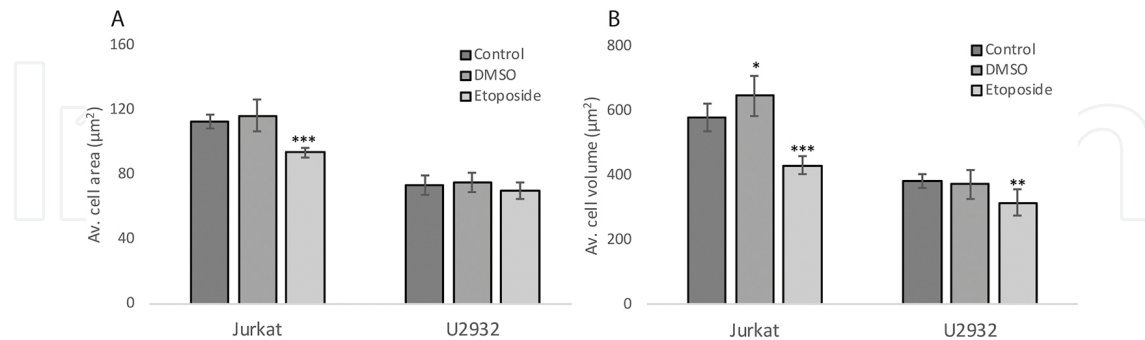 A
160
120
80
40
0
Av. cell area (µm²)
Control
DMSO
Etoposide
***
Jurkat
U2932
B
800
600
400
200
0
Av. cell volume (µm²)
Control
DMSO
Etoposide
*
***
**
Jurkat
U2932